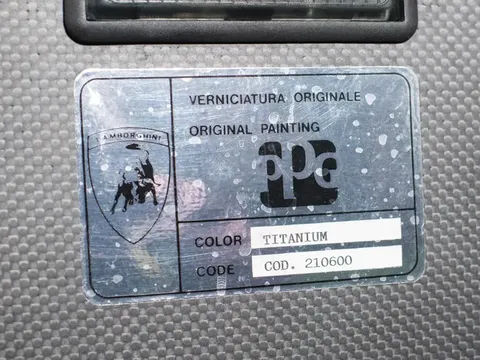 VERNICIATURA ORIGINALE
ORIGINAL PAINTING
LAMBORGHINI
ppg
COLOR TITANIUM
CODE COD. 210600